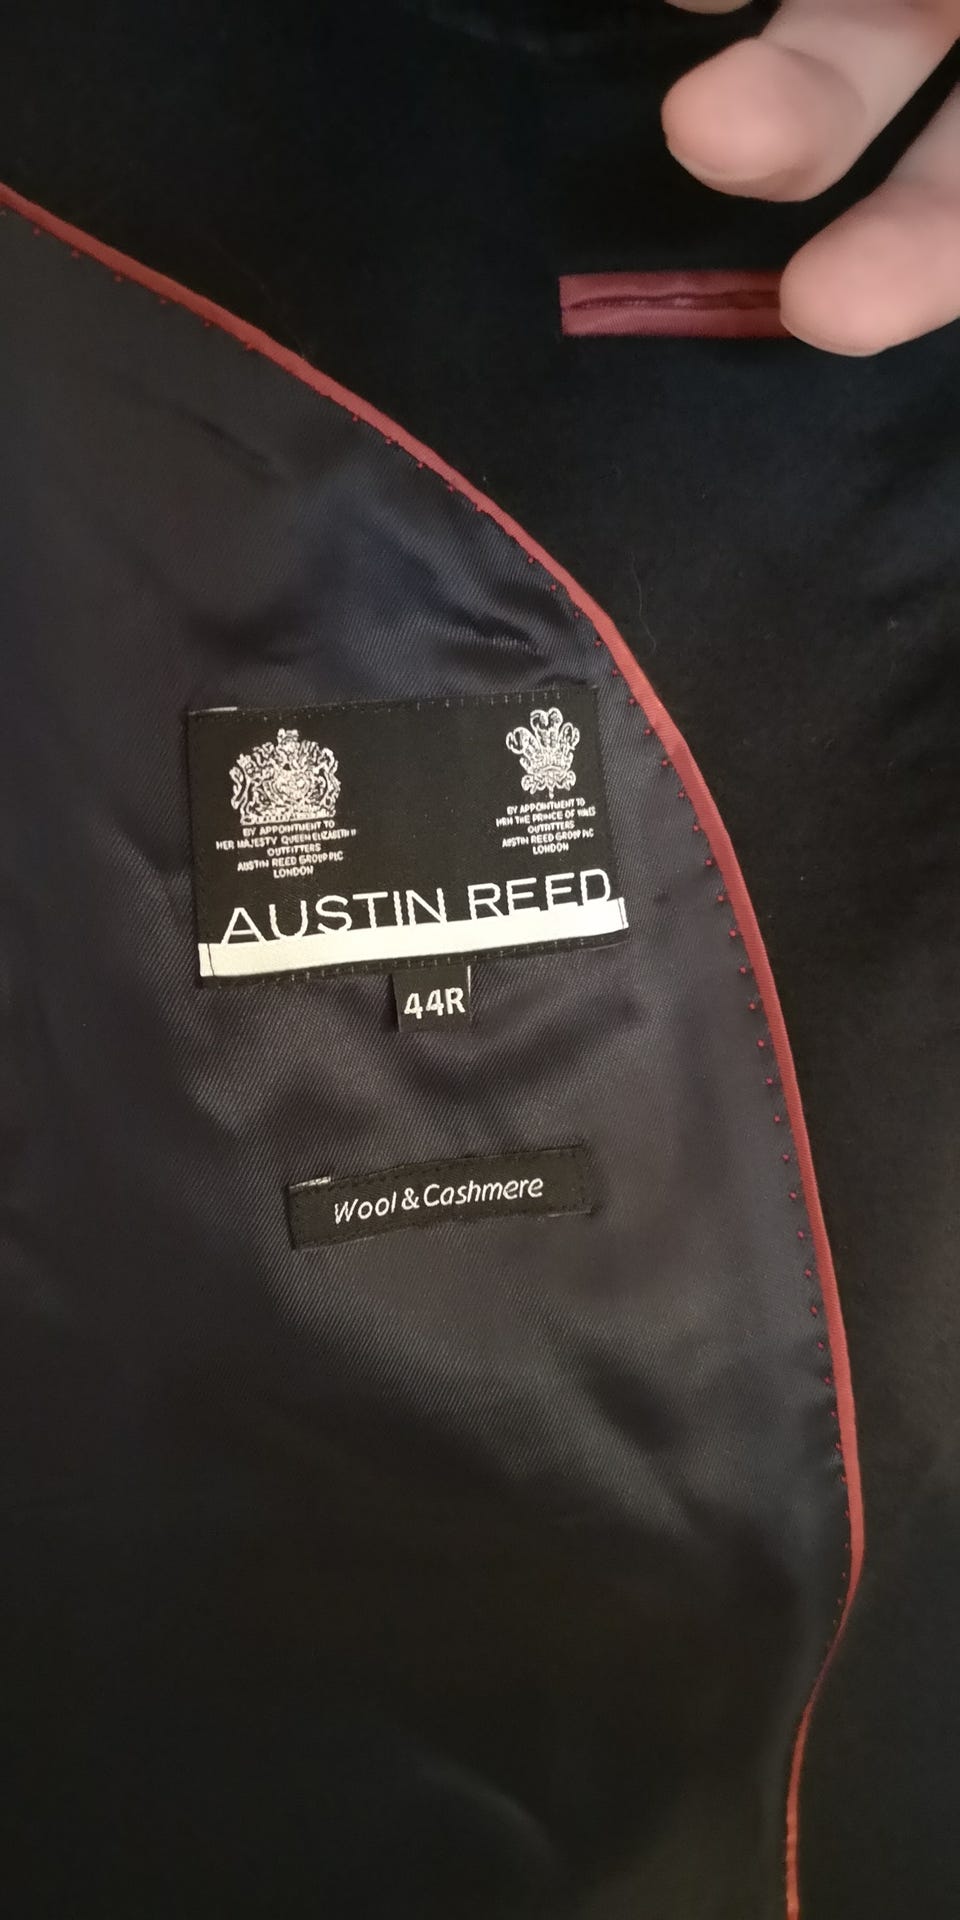 BY APPOINTMENT TO
HER MAJESTY QUEEN ELIZABETH II
OUTFITTERS
AUSTIN REED GROUP PLC
LONDON
BY APPOINTMENT TO
HRH THE PRINCE OF WALES
OUTFITTERS
AUSTIN REED GROUP PLC
LONDON
AUSTIN REED
44R
Wool & Cashmere